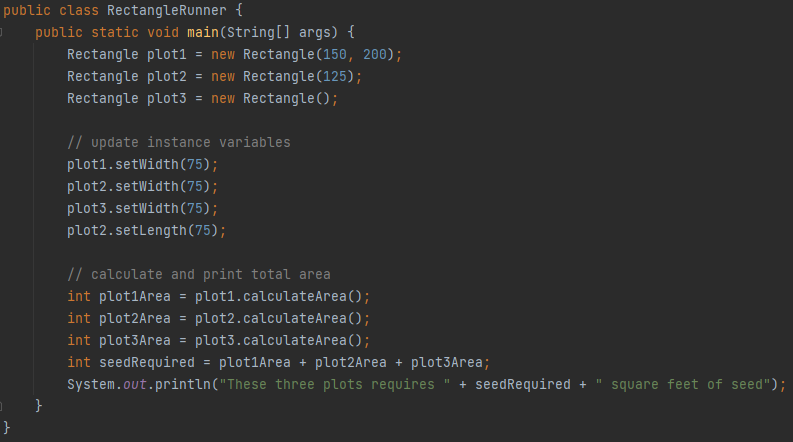 public class RectangleRunner {
    public static void main(String[] args) {
        Rectangle plot1 = new Rectangle(150, 200);
        Rectangle plot2 = new Rectangle(125);
        Rectangle plot3 = new Rectangle();

        // update instance variables
        plot1.setWidth(75);
        plot2.setWidth(75);
        plot3.setWidth(75);
        plot2.setLength(75);

        // calculate and print total area
        int plot1Area = plot1.calculateArea();
        int plot2Area = plot2.calculateArea();
        int plot3Area = plot3.calculateArea();
        int seedRequired = plot1Area + plot2Area + plot3Area;
        System.out.println("These three plots requires " + seedRequired + " square feet of seed");
    }
}